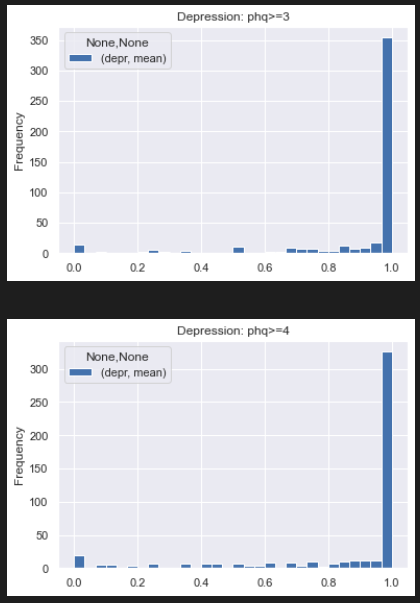 Depression: phq>=3
None,None
(depr, mean)
Frequency
350
300
250
200
150
100
50
0
0.0 0.2 0.4 0.6 0.8 1.0
Depression: phq>=4
None,None
(depr, mean)
Frequency
300
250
200
150
100
50
0
0.0 0.2 0.4 0.6 0.8 1.0